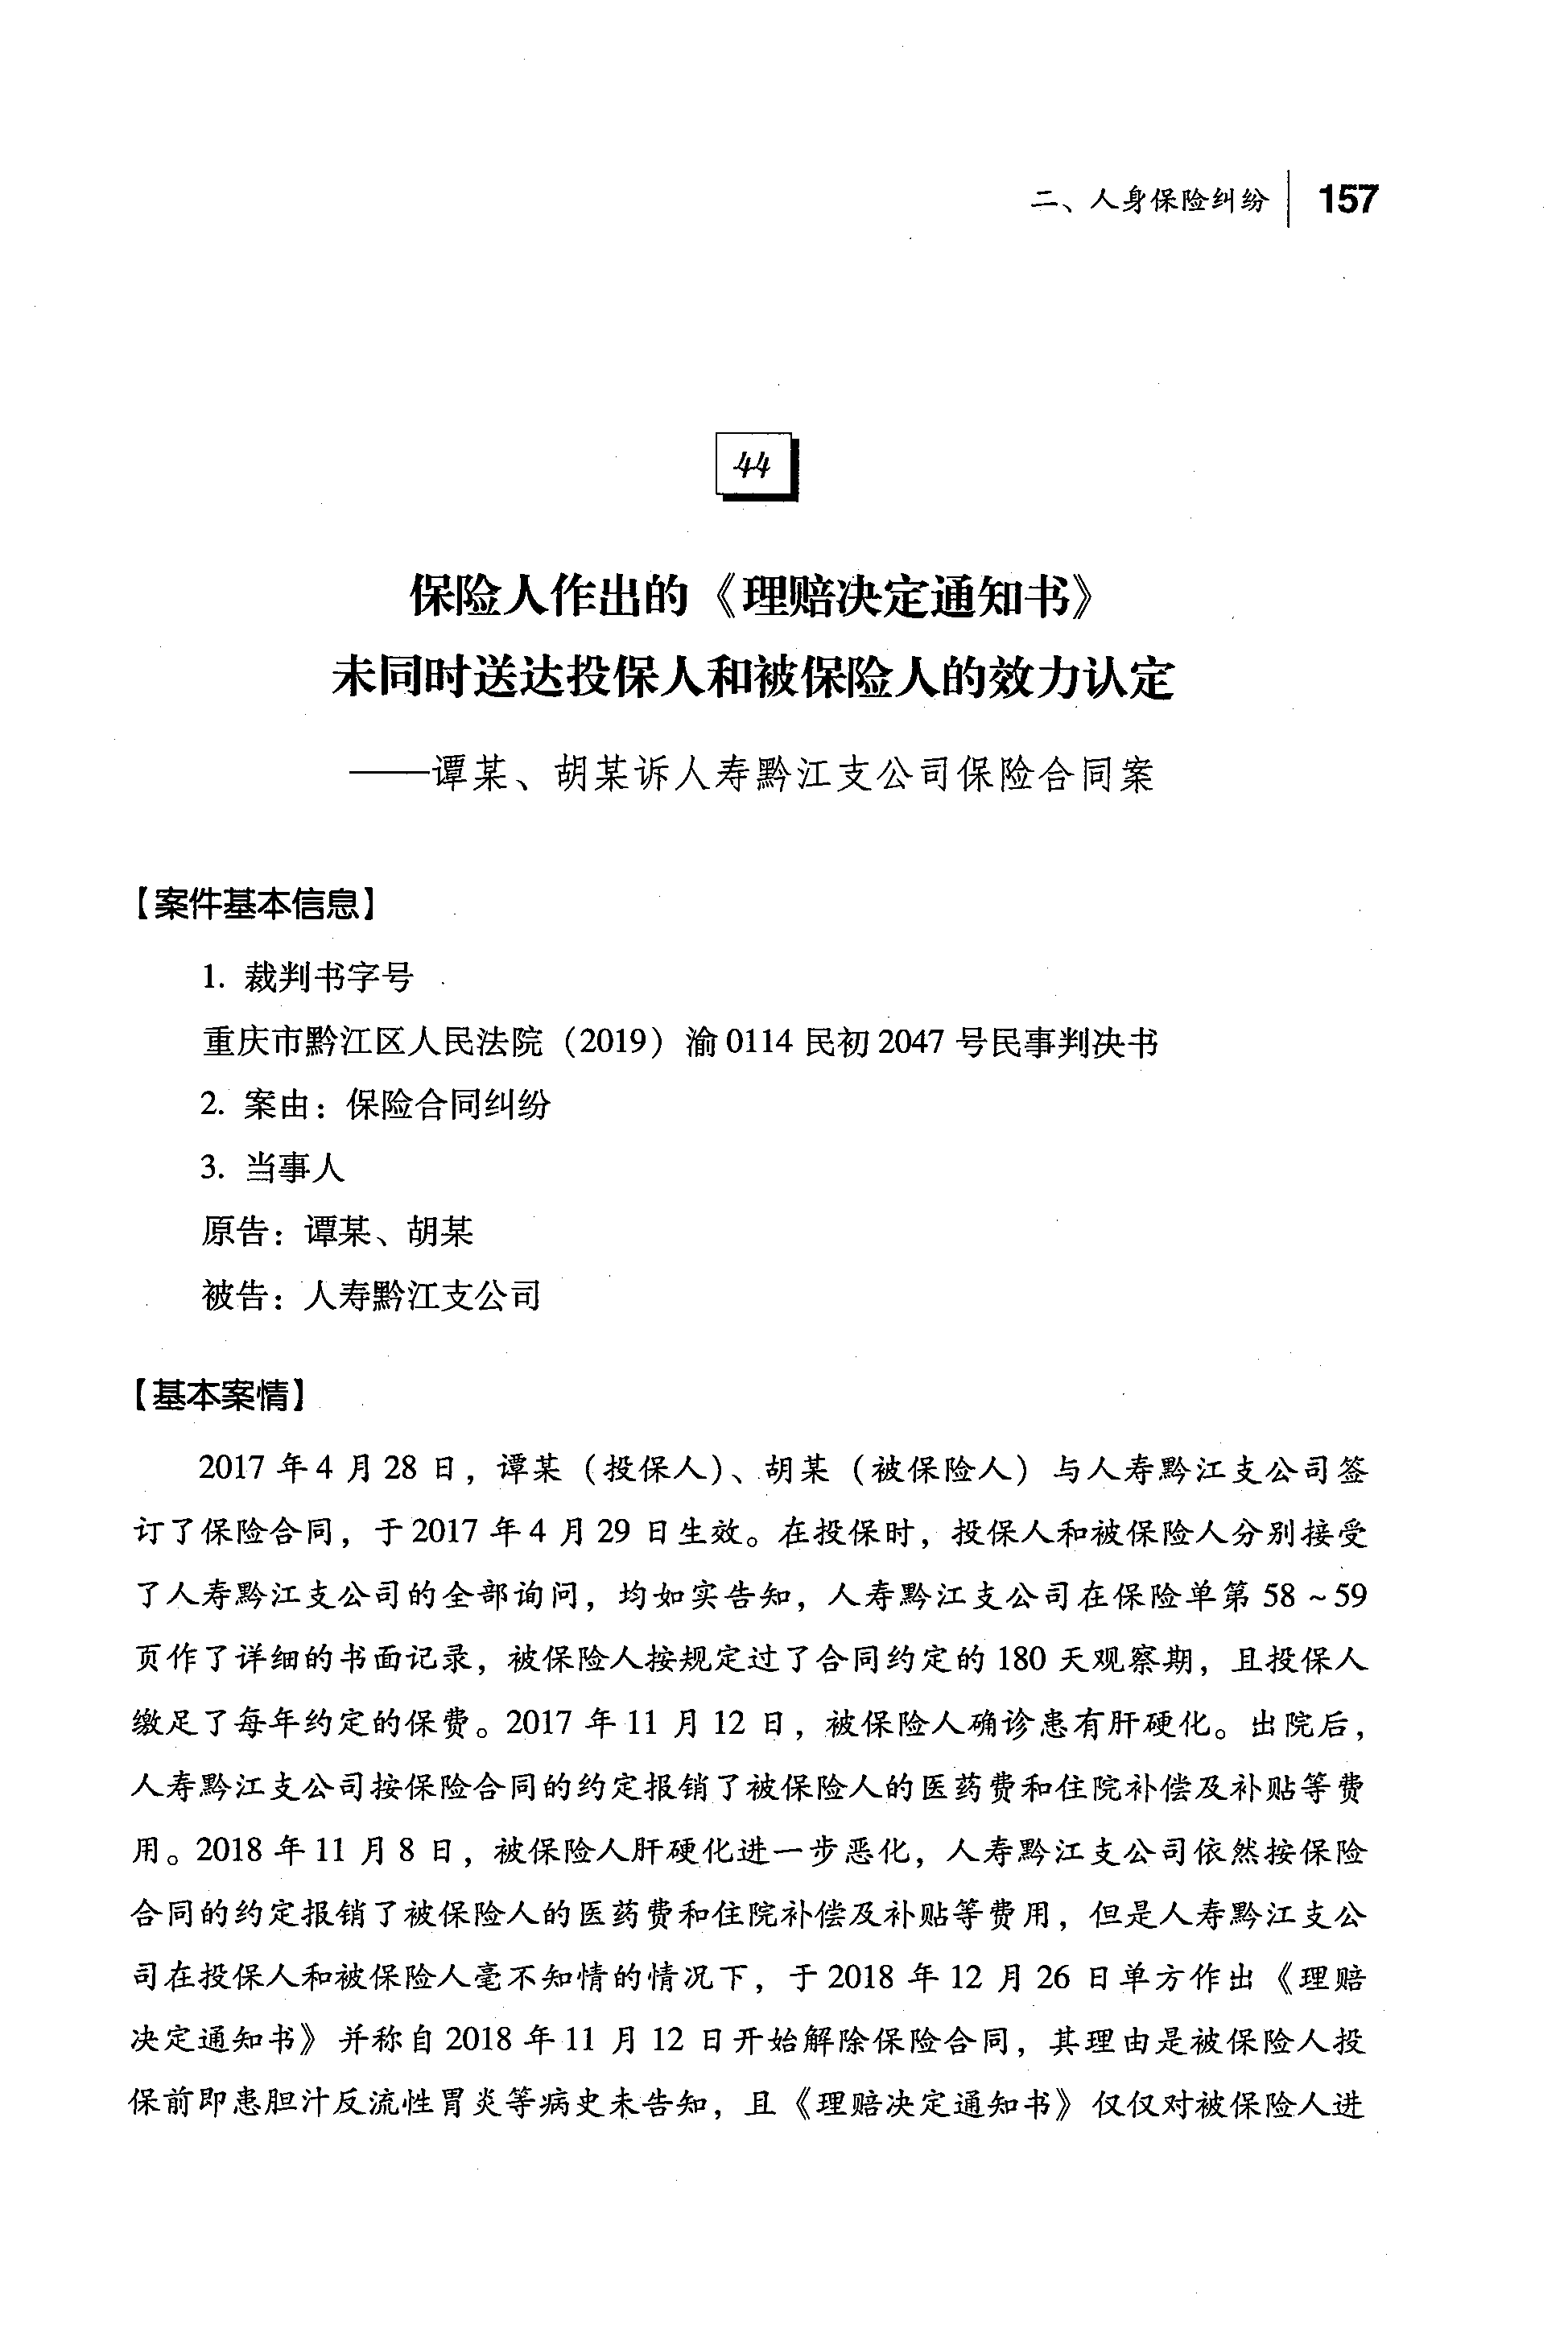 二、人身保险纠纷 157
44
保险人作出的《理赔决定通知书》
未同时送达投保人和被保险人的效力认定
——谭某、胡某诉人寿黔江支公司保险合同案
【案件基本信息】
1. 裁判书字号
重庆市黔江区人民法院（2019）渝0114民初2047号民事判决书
2. 案由：保险合同纠纷
3. 当事人
原告：谭某、胡某
被告：人寿黔江支公司
【基本案情】
2017年4月28日，谭某（投保人）、胡某（被保险人）与人寿黔江支公司签
订了保险合同，于2017年4月29日生效。在投保时，投保人和被保险人分别接受
了人寿黔江支公司的全部询问，均如实告知，人寿黔江支公司在保险单第58~59
页作了详细的书面记录，被保险人按规定过了合同约定的180天观察期，且投保人
缴足了每年约定的保费。2017年11月12日，被保险人确诊患有肝硬化。出院后，
人寿黔江支公司按保险合同的约定报销了被保险人的医药费和住院补偿及补贴等费
用。2018年11月8日，被保险人肝硬化进一步恶化，人寿黔江支公司依然按保险
合同的约定报销了被保险人的医药费和住院补偿及补贴等费用，但是人寿黔江支公
司在投保人和被保险人毫不知情的情况下，于2018年12月26日单方作出《理赔
决定通知书》并称自2018年11月12日开始解除保险合同，其理由是被保险人投
保前即患胆汁反流性胃炎等病史未告知，且《理赔决定通知书》仅仅对被保险人进